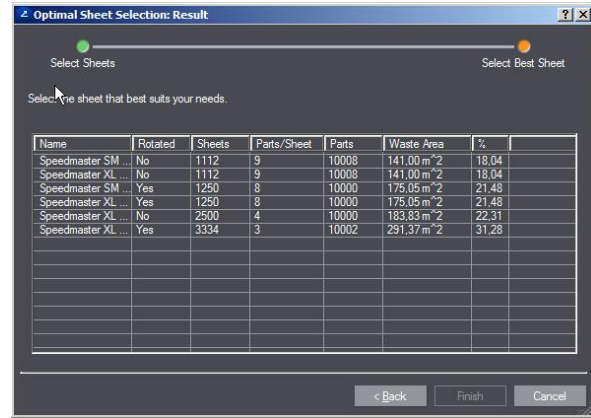 Optimal Sheet Selection: Result
Select Sheets Select Best Sheet
Select the sheet that best suits your needs.
Name Rotated Sheets Parts/Sheet Parts Waste Area %
Speedmaster SM ... No 1112 9 10008 141,00 m^2 18,04
Speedmaster XL ... No 1112 9 10008 141,00 m^2 18,04
Speedmaster SM ... Yes 1250 8 10000 175,05 m^2 21,48
Speedmaster XL ... Yes 1250 8 10000 175,05 m^2 21,48
Speedmaster XL ... No 2500 4 10000 183,83 m^2 22,31
Speedmaster XL ... Yes 3334 3 10002 291,37 m^2 31,28
< Back Finish Cancel